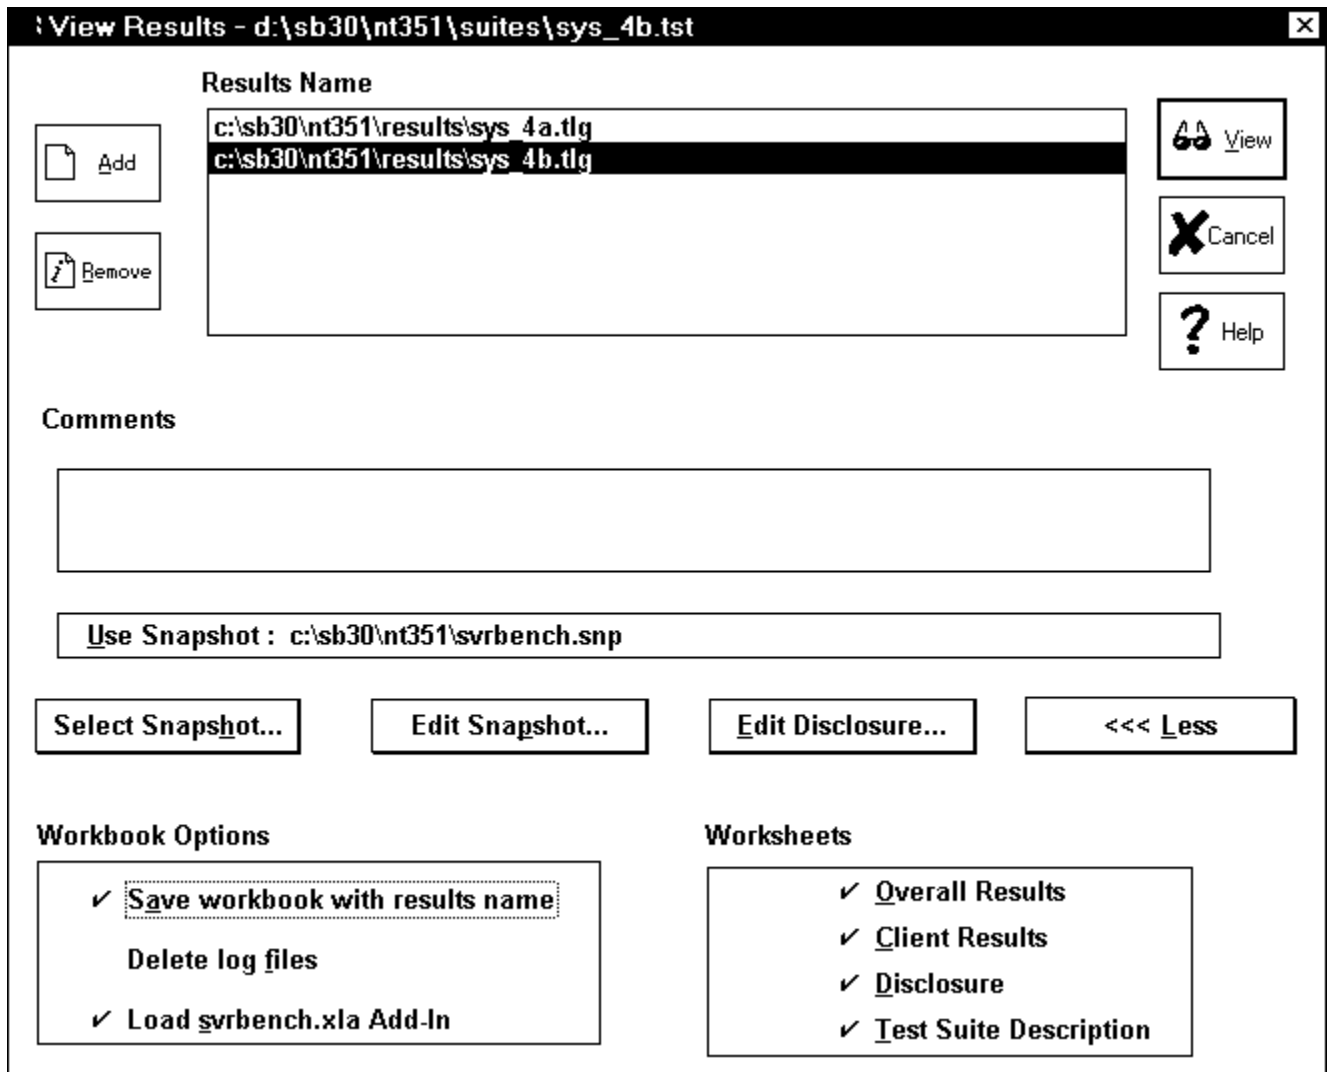 View Results - d:\sb30\nt351\suites\sys_4b.tst
Results Name
Add
Remove
c:\sb30\nt351\results\sys_4a.tlg
c:\sb30\nt351\results\sys_4b.tlg
View
Cancel
Help
Comments
Use Snapshot : c:\sb30\nt351\svrbench.snp
Select Snapshot...
Edit Snapshot...
Edit Disclosure...
<<< Less
Workbook Options
Save workbook with results name
Delete log files
Load svrbench.xla Add-In
Worksheets
Overall Results
Client Results
Disclosure
Test Suite Description